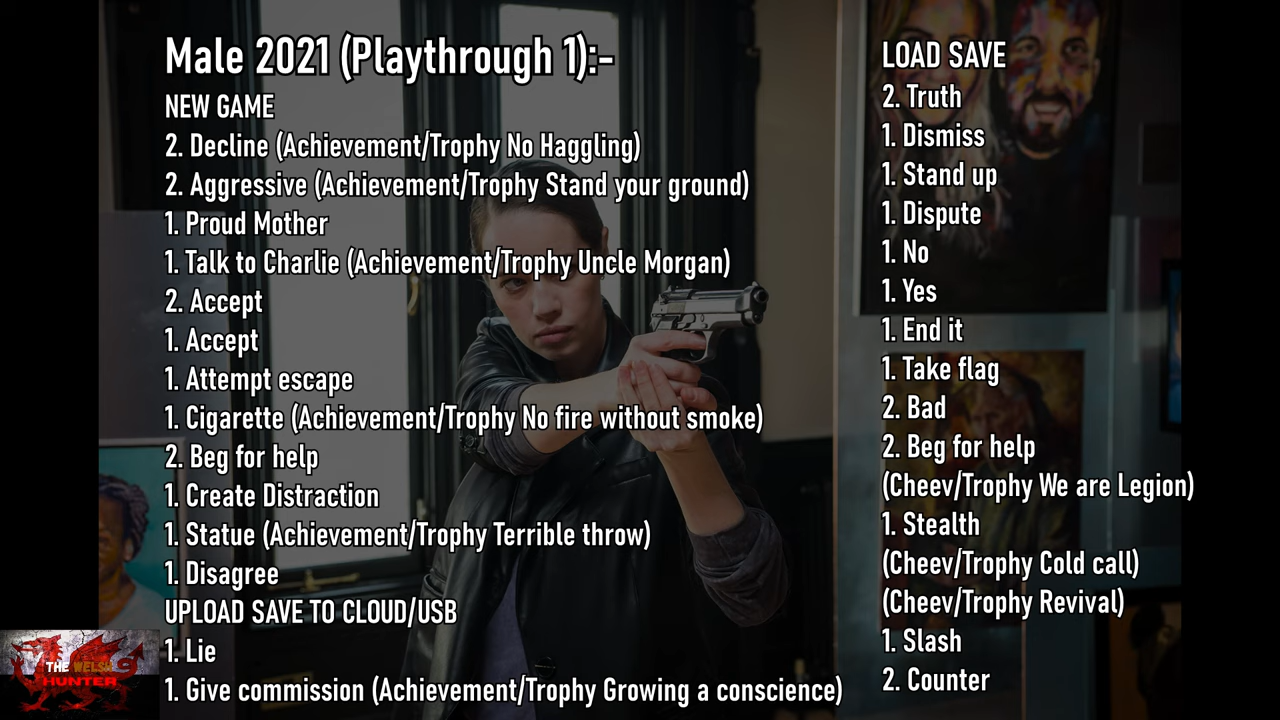 Male 2021 (Playthrough 1):-
NEW GAME
2. Decline (Achievement/Trophy No Haggling)
2. Aggressive (Achievement/Trophy Stand your ground)
1. Proud Mother
1. Talk to Charlie (Achievement/Trophy Uncle Morgan)
2. Accept
1. Accept
1. Attempt escape
1. Cigarette (Achievement/Trophy No fire without smoke)
2. Beg for help
1. Create Distraction
1. Statue (Achievement/Trophy Terrible throw)
1. Disagree
UPLOAD SAVE TO CLOUD/USB
1. Lie
1. Give commission (Achievement/Trophy Growing a conscience)
LOAD SAVE
2. Truth
1. Dismiss
1. Stand up
1. Dispute
1. No
1. Yes
1. End it
1. Take flag
2. Bad
2. Beg for help
(Cheev/Trophy We are Legion)
1. Stealth
(Cheev/Trophy Cold call)
(Cheev/Trophy Revival)
1. Slash
2. Counter
THE WELSH
HUNTER